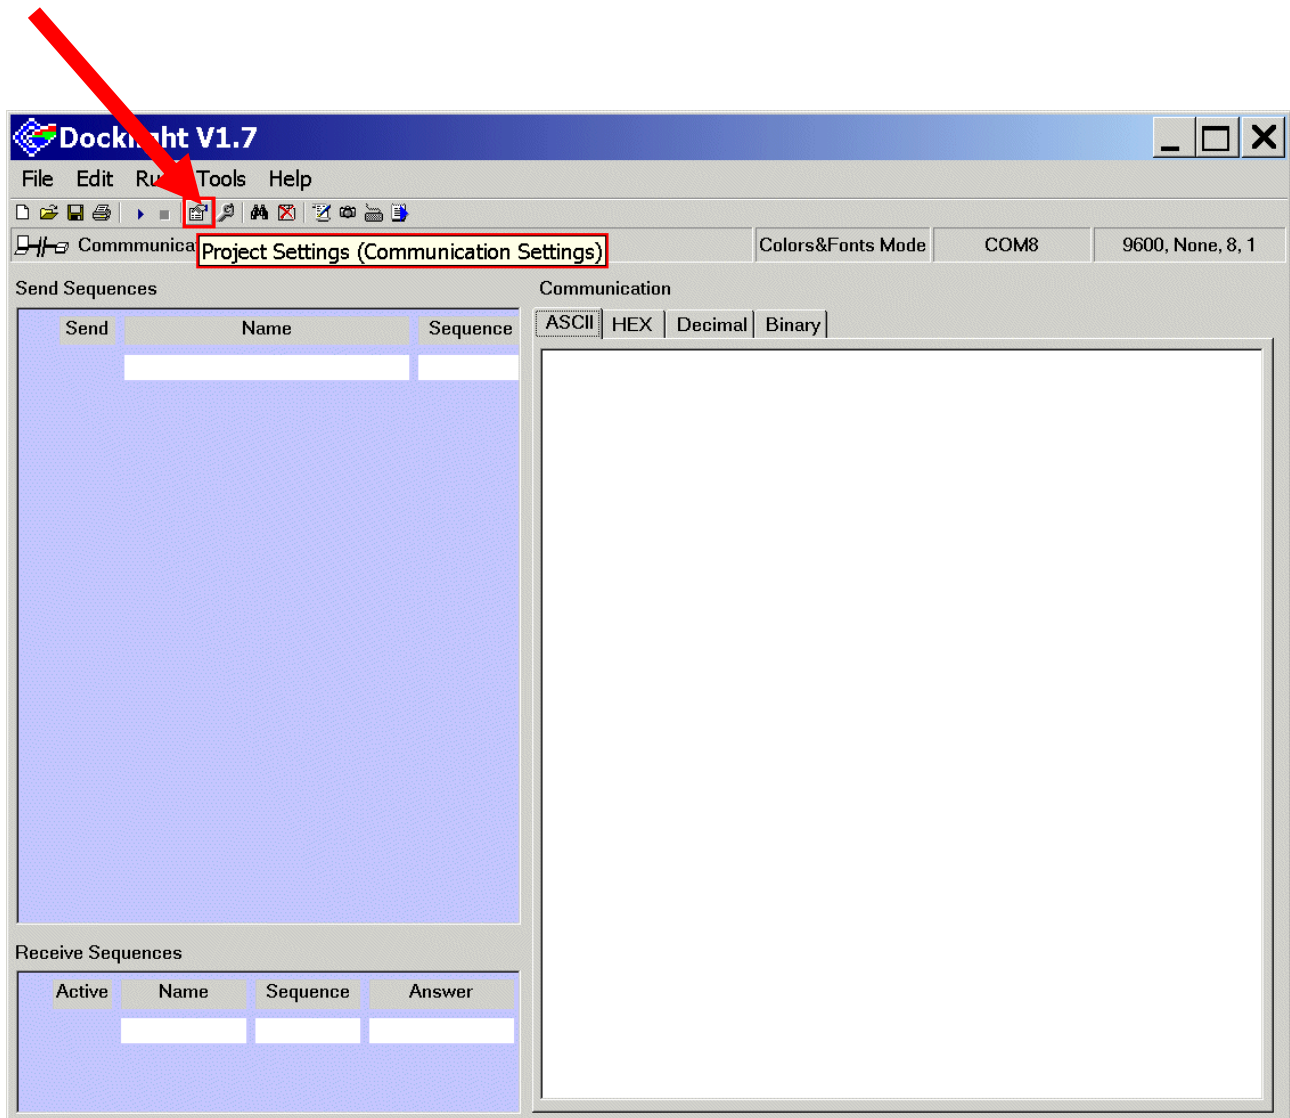 Docklight V1.7
File Edit Run Tools Help
Commmunica Colors&Fonts Mode COM8 9600, None, 8, 1
Project Settings (Communication Settings)
Send Sequences Communication
Send Name Sequence ASCII HEX Decimal Binary
Receive Sequences
Active Name Sequence Answer